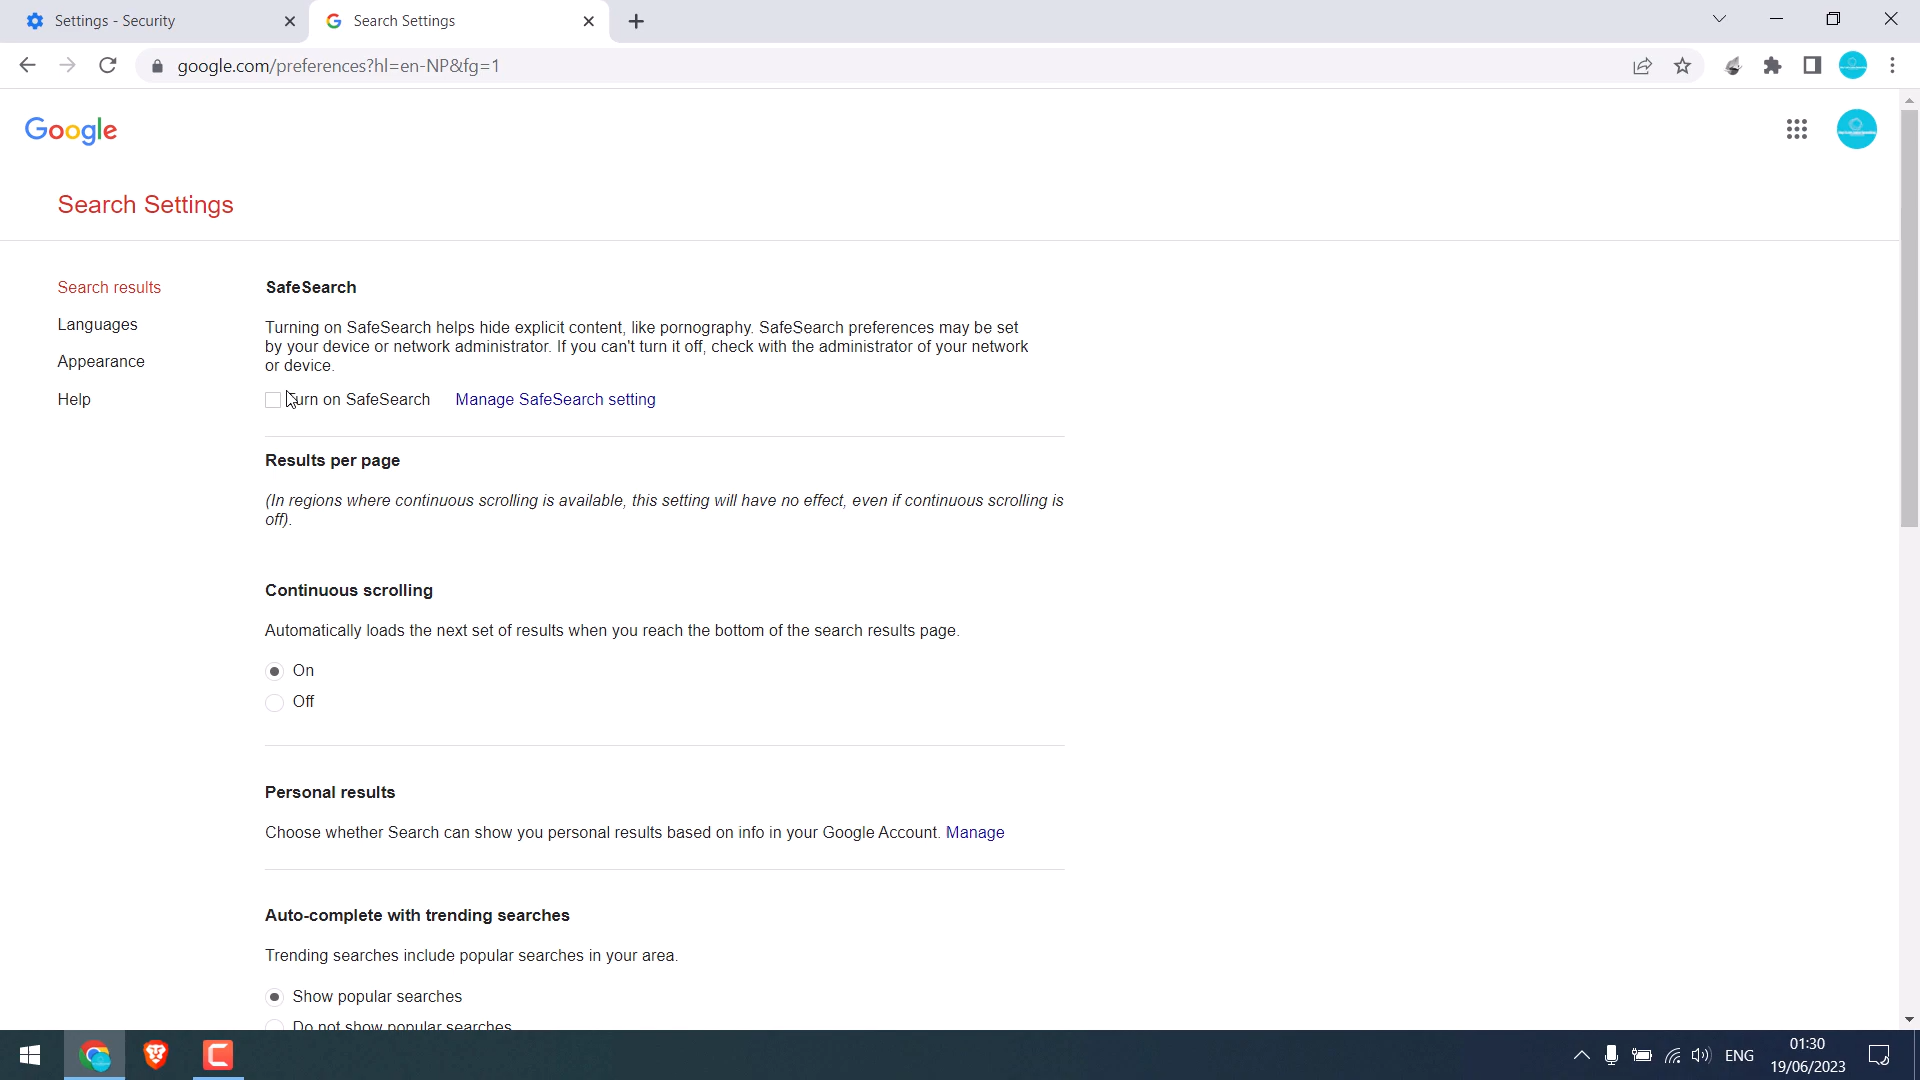 Settings - Security
Search Settings
google.com/preferences?hl=en-NP&fg=1
Google
Search Settings
Search results
Languages
Appearance
Help
SafeSearch
Turning on SafeSearch helps hide explicit content, like pornography. SafeSearch preferences may be set
by your device or network administrator. If you can't turn it off, check with the administrator of your network
or device.
Turn on SafeSearch Manage SafeSearch setting
Results per page
(In regions where continuous scrolling is available, this setting will have no effect, even if continuous scrolling is
off).
Continuous scrolling
Automatically loads the next set of results when you reach the bottom of the search results page.
On
Off
Personal results
Choose whether Search can show you personal results based on info in your Google Account. Manage
Auto-complete with trending searches
Trending searches include popular searches in your area.
Show popular searches
Do not show popular searches
ENG
01:30
19/06/2023